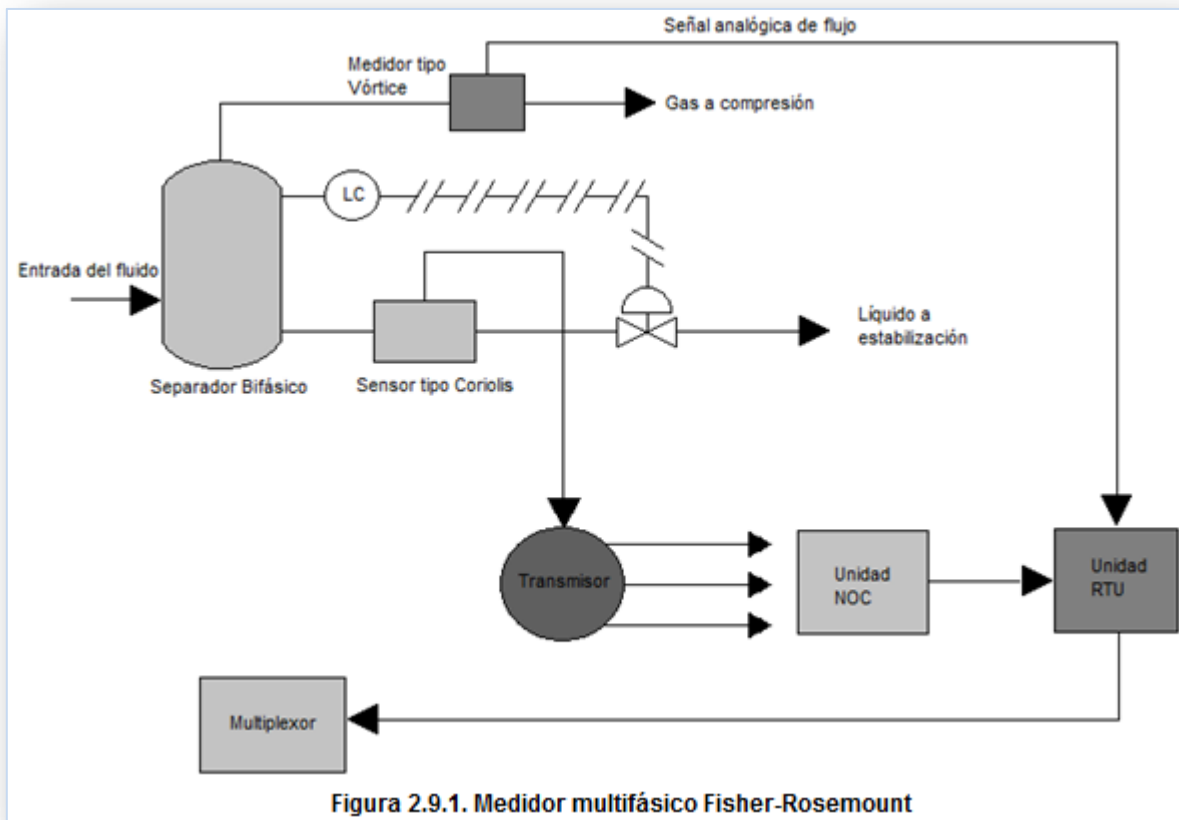 Señal analógica de flujo
Medidor tipo
Vórtice
Gas a compresión
LC
Entrada del fluido
Líquido a
estabilización
Separador Bifásico
Sensor tipo Coriolis
Transmisor
Unidad
NOC
Unidad
RTU
Multiplexor
Figura 2.9.1. Medidor multifásico Fisher-Rosemount